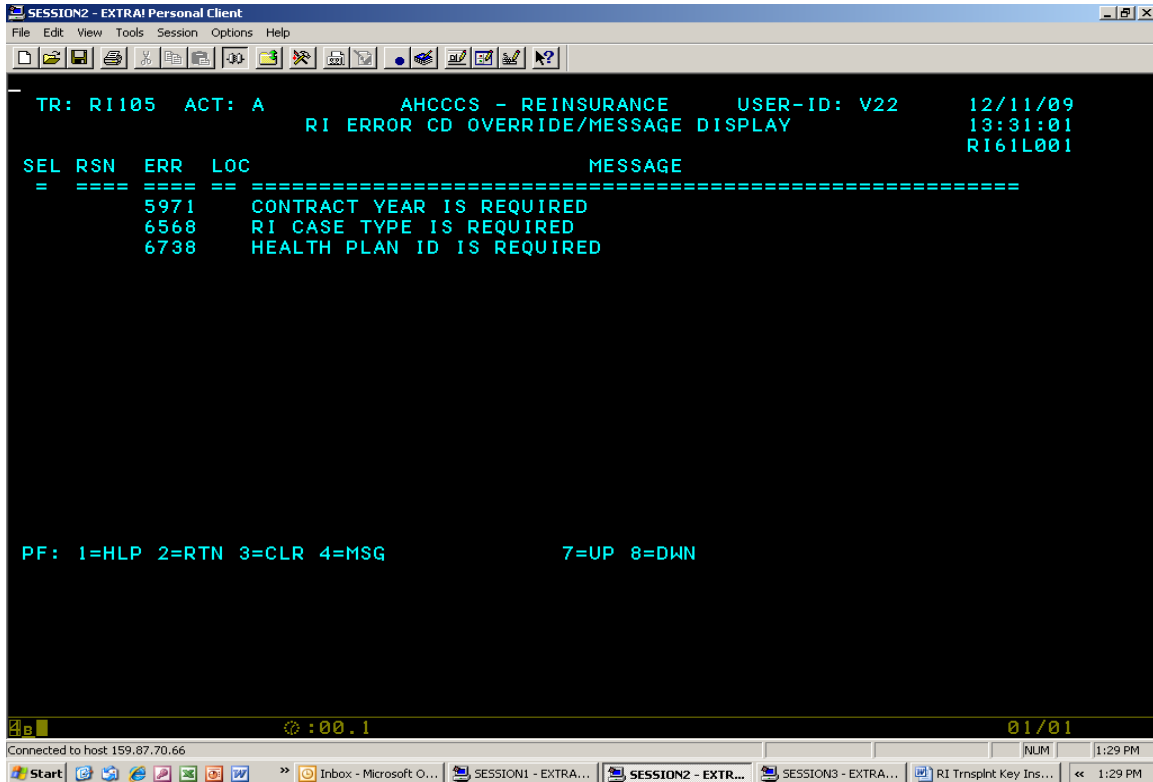 SESSION2 - EXTRA! Personal Client
File Edit View Tools Session Options Help
TR: RI105 ACT: A AHCCCS - REINSURANCE USER-ID: V22 12/11/09
RI ERROR CD OVERRIDE/MESSAGE DISPLAY 13:31:01
RI61L001
SEL RSN ERR LOC MESSAGE
= ==== ==== == =========================================================
5971 CONTRACT YEAR IS REQUIRED
6568 RI CASE TYPE IS REQUIRED
6738 HEALTH PLAN ID IS REQUIRED
PF: 1=HLP 2=RTN 3=CLR 4=MSG 7=UP 8=DWN
4B :00.1 01/01
Connected to host 159.87.70.66 NUM 1:29 PM
Start » Inbox - Microsoft O... SESSION1 - EXTRA... SESSION2 - EXTR... SESSION3 - EXTRA... RI Trnsplnt Key Ins... « 1:29 PM